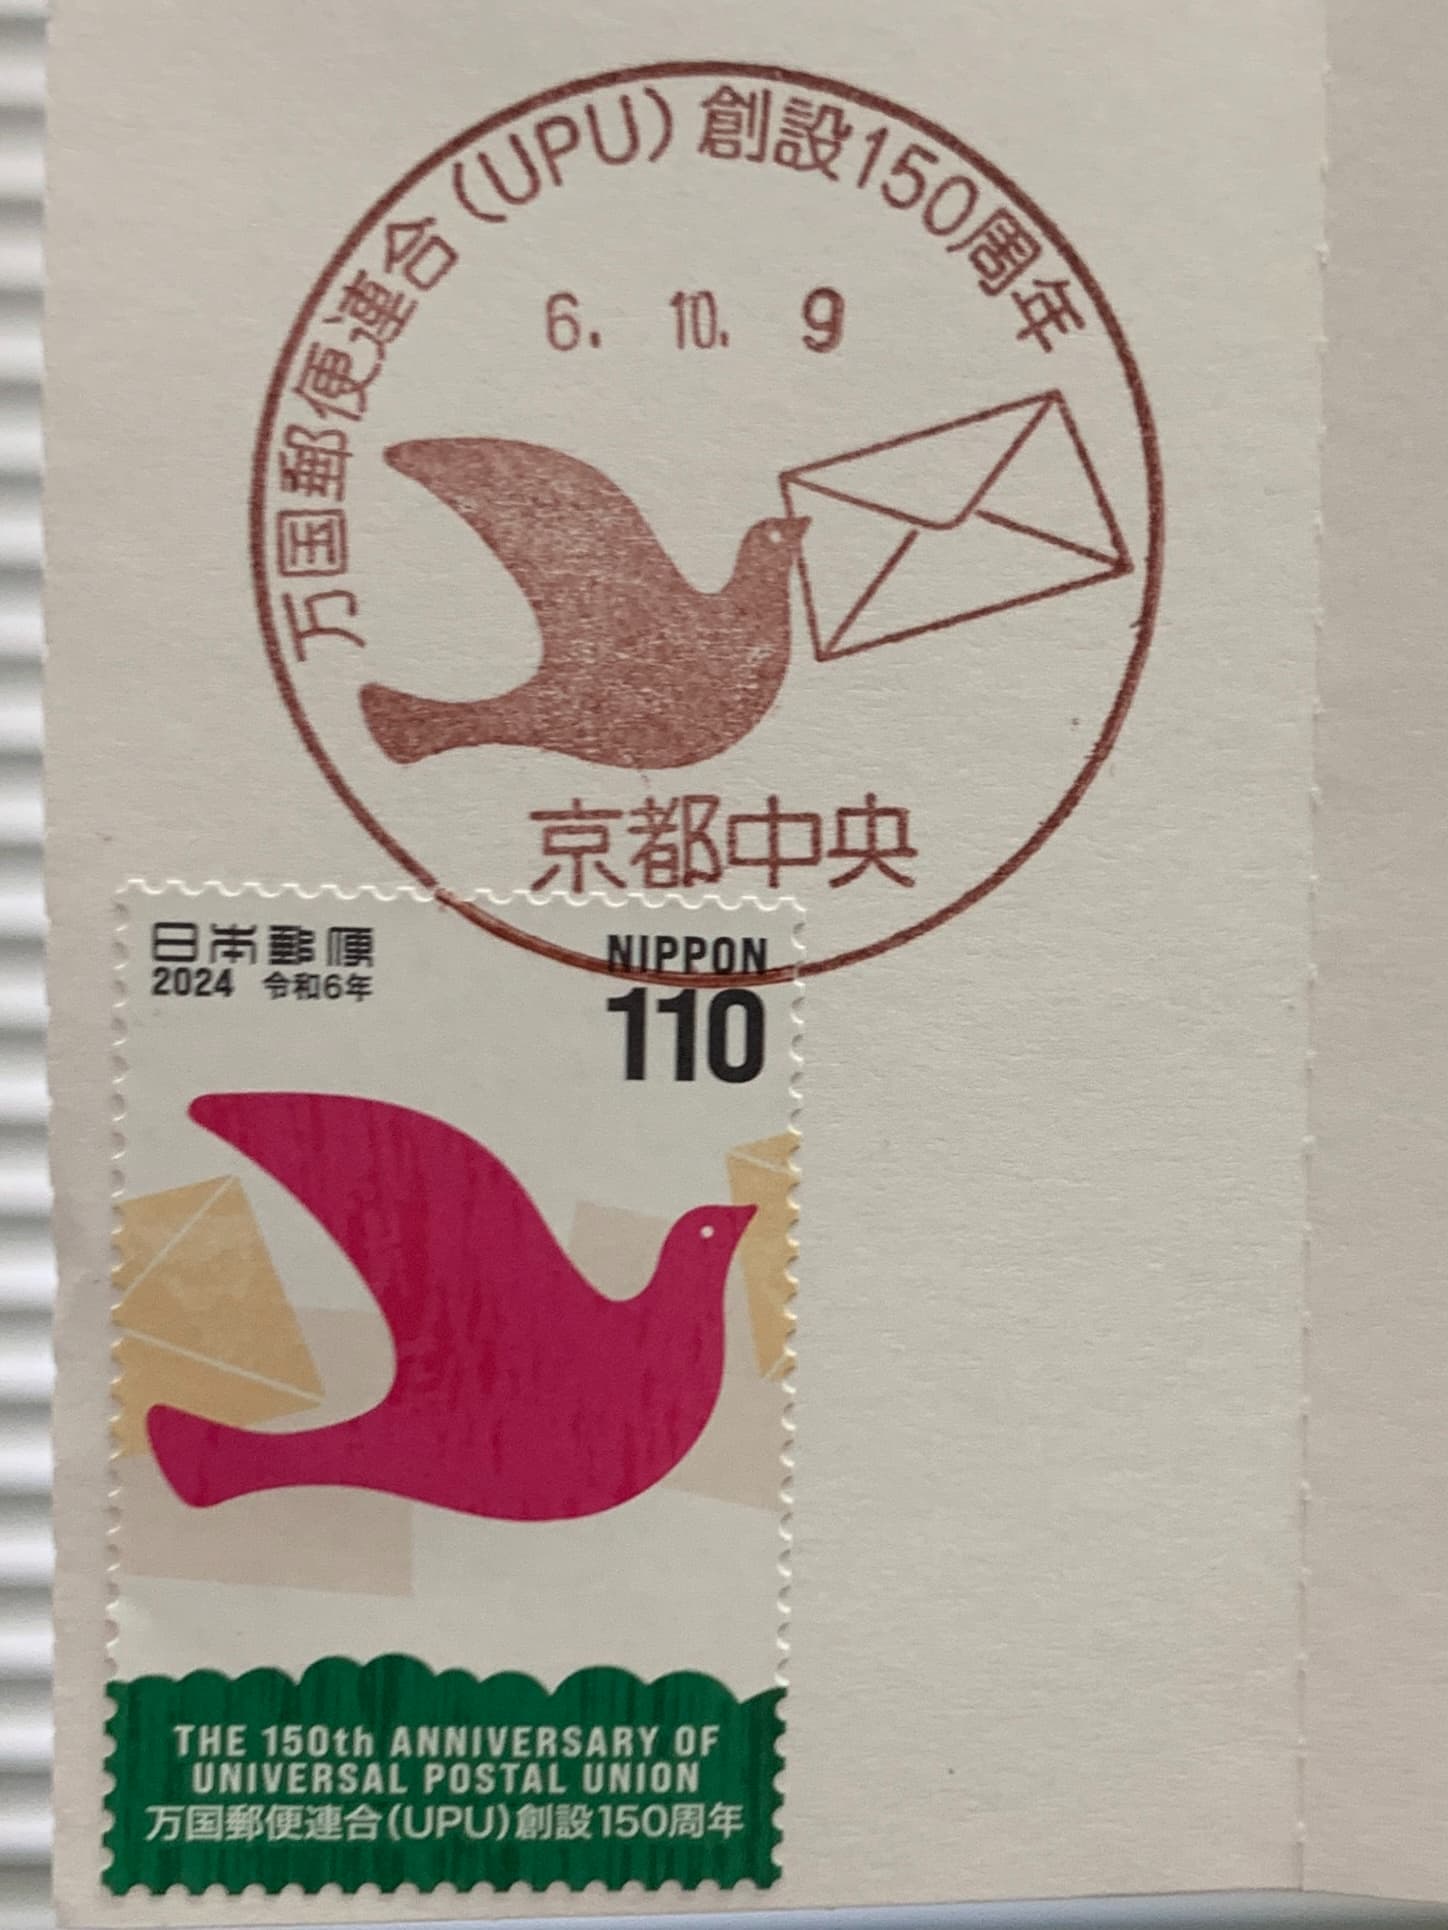 万国郵便連合(UPU)創設150周年
6. 10. 9
京都中央
日本郵便
2024 令和6年
NIPPON
110
THE 150th ANNIVERSARY OF
UNIVERSAL POSTAL UNION
万国郵便連合(UPU)創設150周年